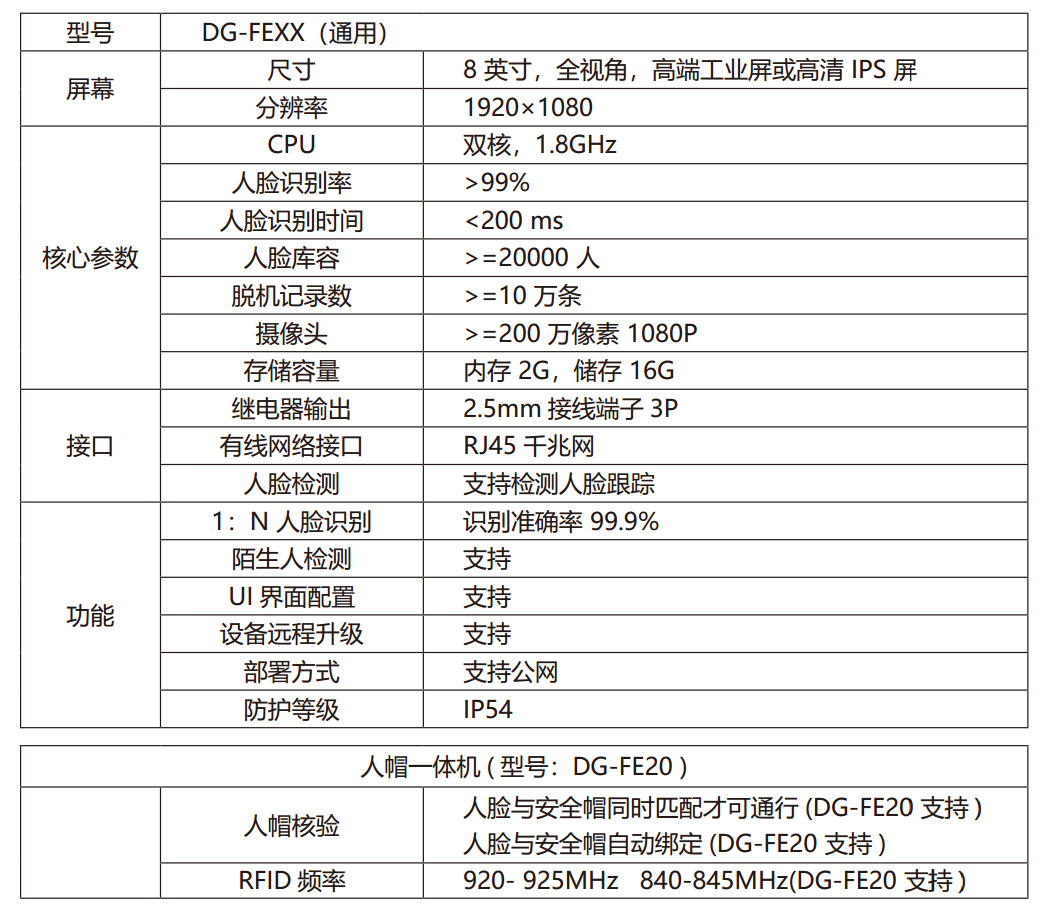 型号 DG-FEXX（通用）
屏幕 尺寸 8 英寸，全视角，高端工业屏或高清 IPS 屏
分辨率 1920×1080
核心参数 CPU 双核，1.8GHz
人脸识别率 >99%
人脸识别时间 <200 ms
人脸库容 >=20000 人
脱机记录数 >=10 万条
摄像头 >=200 万像素 1080P
存储容量 内存 2G，储存 16G
接口 继电器输出 2.5mm 接线端子 3P
有线网络接口 RJ45 千兆网
人脸检测 支持检测人脸跟踪
功能 1：N 人脸识别 识别准确率 99.9%
陌生人检测 支持
UI 界面配置 支持
设备远程升级 支持
部署方式 支持公网
防护等级 IP54
人帽一体机 ( 型号：DG-FE20 )
人帽核验 人脸与安全帽同时匹配才可通行 (DG-FE20 支持 )
人脸与安全帽自动绑定 (DG-FE20 支持 )
RFID 频率 920- 925MHz 840-845MHz(DG-FE20 支持 )